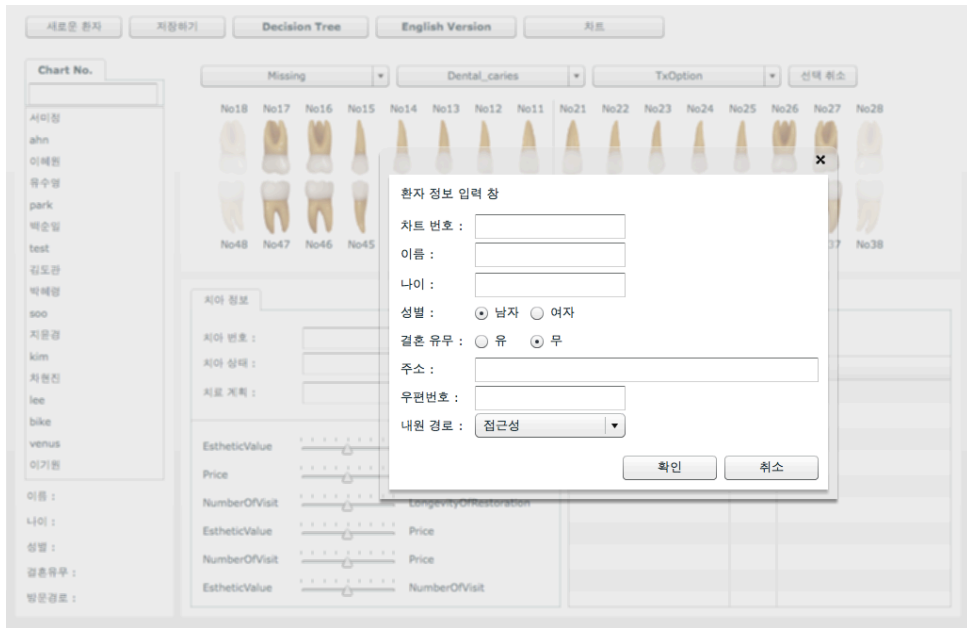 새로운 환자 저장하기 Decision Tree English Version 차트
Chart No.
Missing Dental_caries TxOption 선택 취소
No18 No17 No16 No15 No14 No13 No12 No11 No21 No22 No23 No24 No25 No26 No27 No28
서미정
ahn
이혜원
유수영
park
백순일
test
김도관
박혜령
soo
지문경
kim
차현진
lee
bike
venus
이기원
No48 No47 No46 No45 37 No38
환자 정보 입력 창
차트 번호 :
이름 :
나이 :
성별 : 남자 여자
결혼 유무 : 유 무
주소 :
우편번호 :
내원 경로 : 접근성
확인 취소
치아 정보
치아 번호 :
치아 상태 :
치료 계획 :
EstheticValue
Price
NumberOfVisit LongevityOfRestoration
EstheticValue Price
NumberOfVisit Price
EstheticValue NumberOfVisit
이름 :
나이 :
성별 :
결혼유무 :
방문경로 :